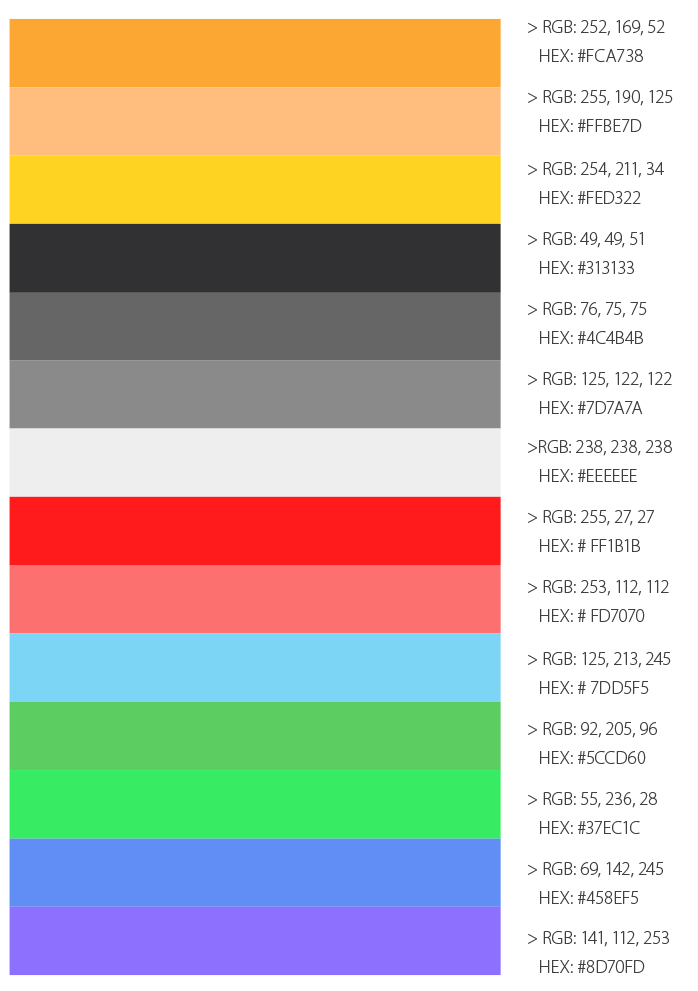 > RGB: 252, 169, 52
HEX: #FCA738
> RGB: 255, 190, 125
HEX: #FFBE7D
> RGB: 254, 211, 34
HEX: #FED322
> RGB: 49, 49, 51
HEX: #313133
> RGB: 76, 75, 75
HEX: #4C4B4B
> RGB: 125, 122, 122
HEX: #7D7A7A
>RGB: 238, 238, 238
HEX: #EEEEEE
> RGB: 255, 27, 27
HEX: # FF1B1B
> RGB: 253, 112, 112
HEX: # FD7070
> RGB: 125, 213, 245
HEX: # 7DD5F5
> RGB: 92, 205, 96
HEX: #5CCD60
> RGB: 55, 236, 28
HEX: #37EC1C
> RGB: 69, 142, 245
HEX: #458EF5
> RGB: 141, 112, 253
HEX: #8D70FD